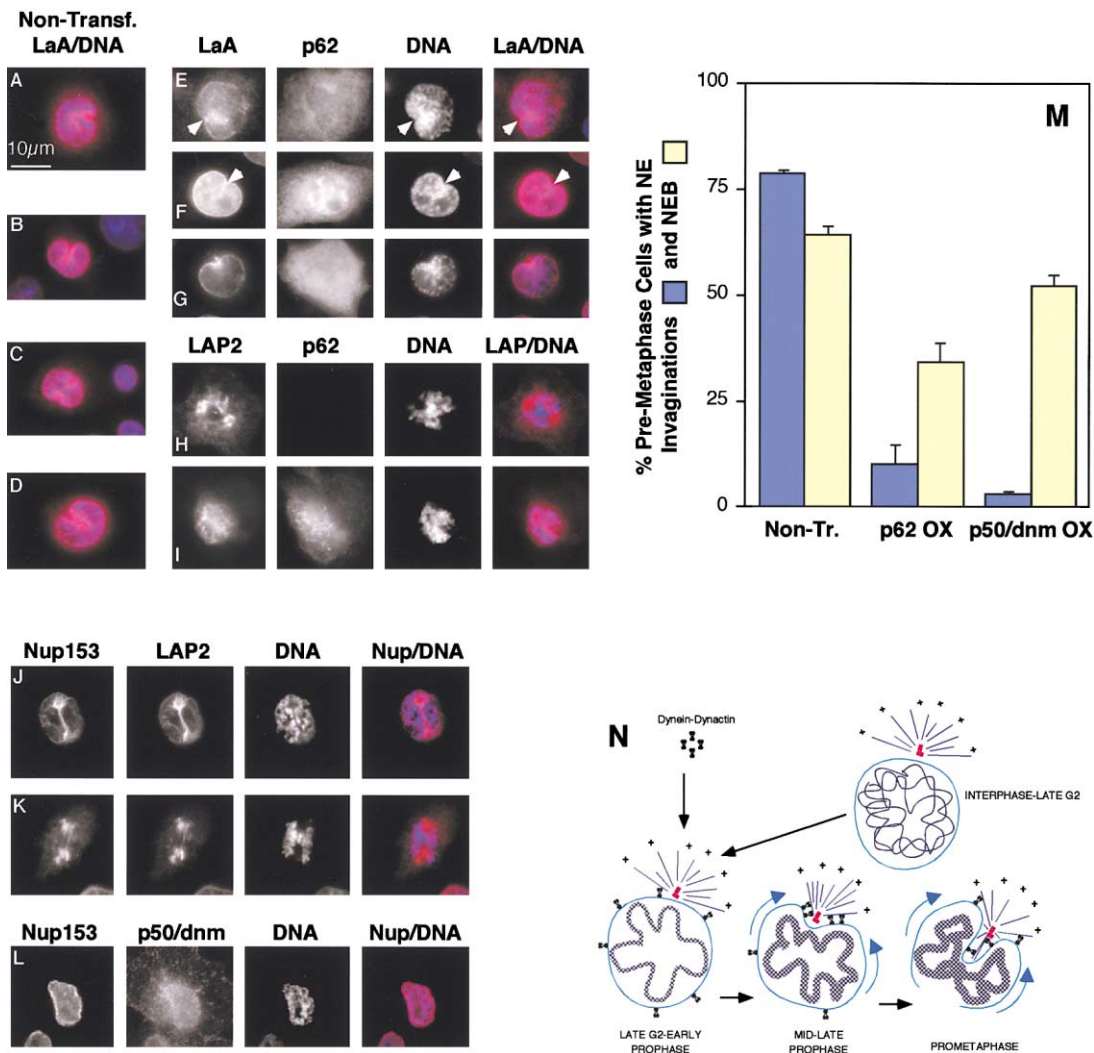 Non-Transf.
LaA/DNA
LaA p62 DNA LaA/DNA
A
10µm
B
C
D
E
F
G
LAP2 p62 DNA LAP/DNA
H
I
Nup153 LAP2 DNA Nup/DNA
J
K
Nup153 p50/dnm DNA Nup/DNA
L
M
% Pre-Metaphase Cells with NE
Invaginations and NEB
100
75
50
25
0
Non-Tr. p62 OX p50/dnm OX
N
Dynein-Dynactin
+ + + + + +
INTERPHASE-LATE G2
+ + + + + +
+ + + + + +
+ + + + + +
LATE G2-EARLY
PROPHASE
MID-LATE
PROPHASE
PROMETAPHASE